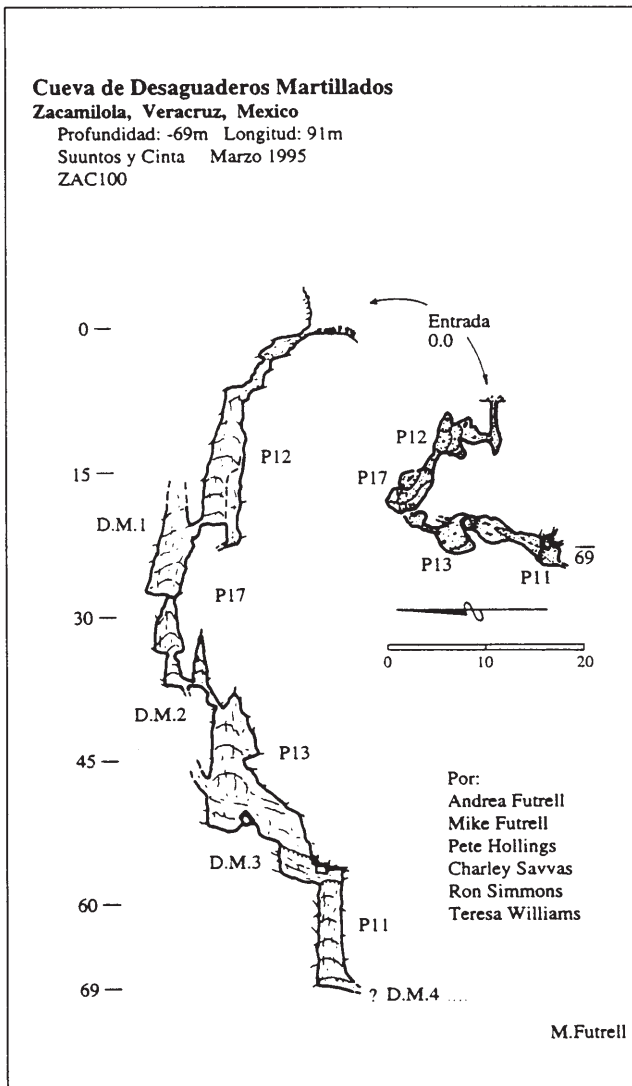 Cueva de Desaguaderos Martillados
Zacamilola, Veracruz, Mexico
Profundidad: -69m Longitud: 91m
Suuntos y Cinta Marzo 1995
ZAC100
0
Entrada
0.0
P12
P12
15
P17
D.M.1
69
P13
P11
P17
30
0 10 20
D.M.2
P13
45
Por:
Andrea Futrell
Mike Futrell
Pete Hollings
D.M.3
Charley Savvas
Ron Simmons
60
Teresa Williams
P11
69
? D.M.4 ....
M.Futrell